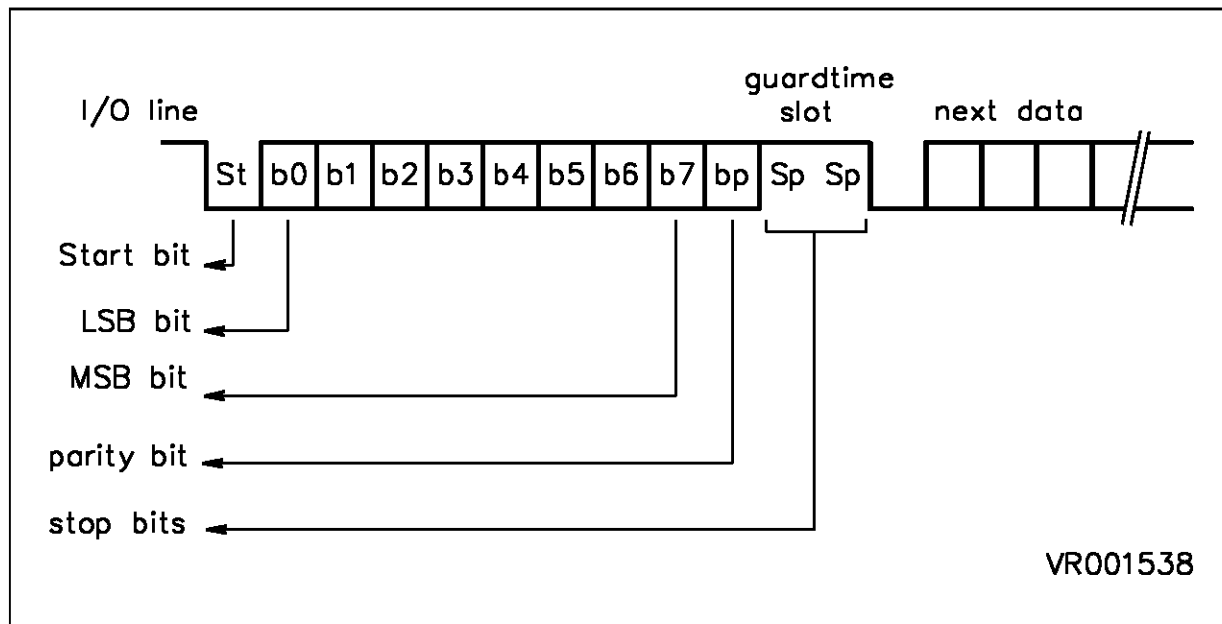 guardtime
I/O line slot next data
St b0 b1 b2 b3 b4 b5 b6 b7 bp Sp Sp
Start bit
LSB bit
MSB bit
parity bit
stop bits
VR001538